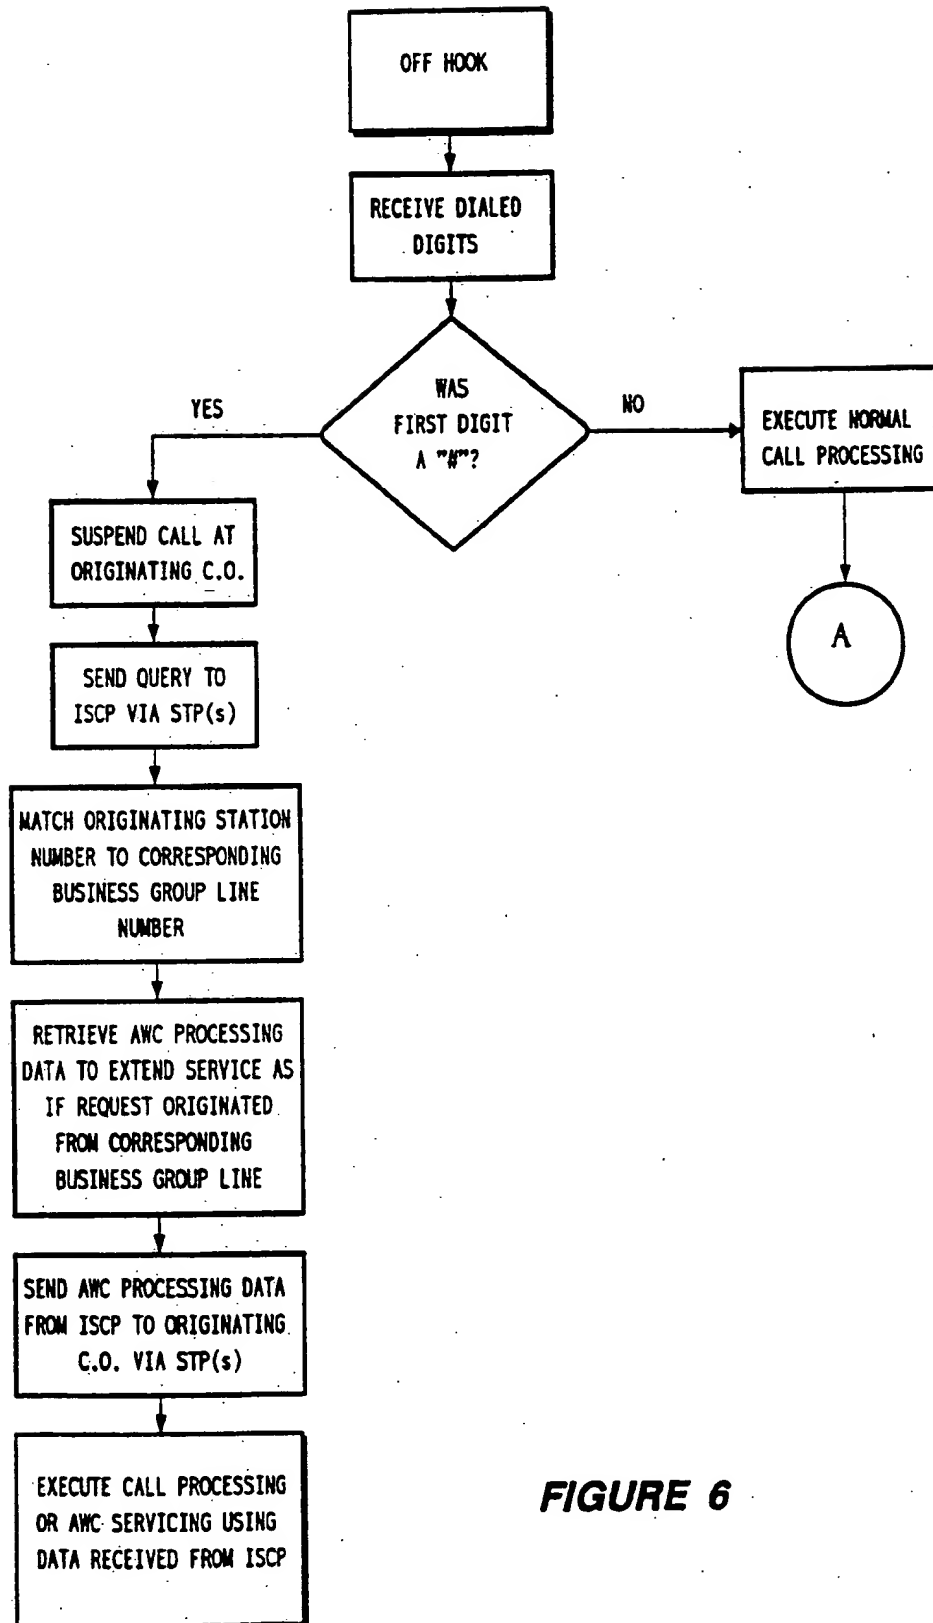 OFF HOOK
RECEIVE DIALED
DIGITS
WAS
FIRST DIGIT
A "#"?
YES
NO
EXECUTE NORMAL
CALL PROCESSING
A
SUSPEND CALL AT
ORIGINATING C.O.
SEND QUERY TO
ISCP VIA STP(s)
MATCH ORIGINATING STATION
NUMBER TO CORRESPONDING
BUSINESS GROUP LINE
NUMBER
RETRIEVE AWC PROCESSING
DATA TO EXTEND SERVICE AS
IF REQUEST ORIGINATED
FROM CORRESPONDING
BUSINESS GROUP LINE
SEND AWC PROCESSING DATA
FROM ISCP TO ORIGINATING
C.O. VIA STP(s)
EXECUTE CALL PROCESSING
OR AWC SERVICING USING
DATA RECEIVED FROM ISCP
FIGURE 6